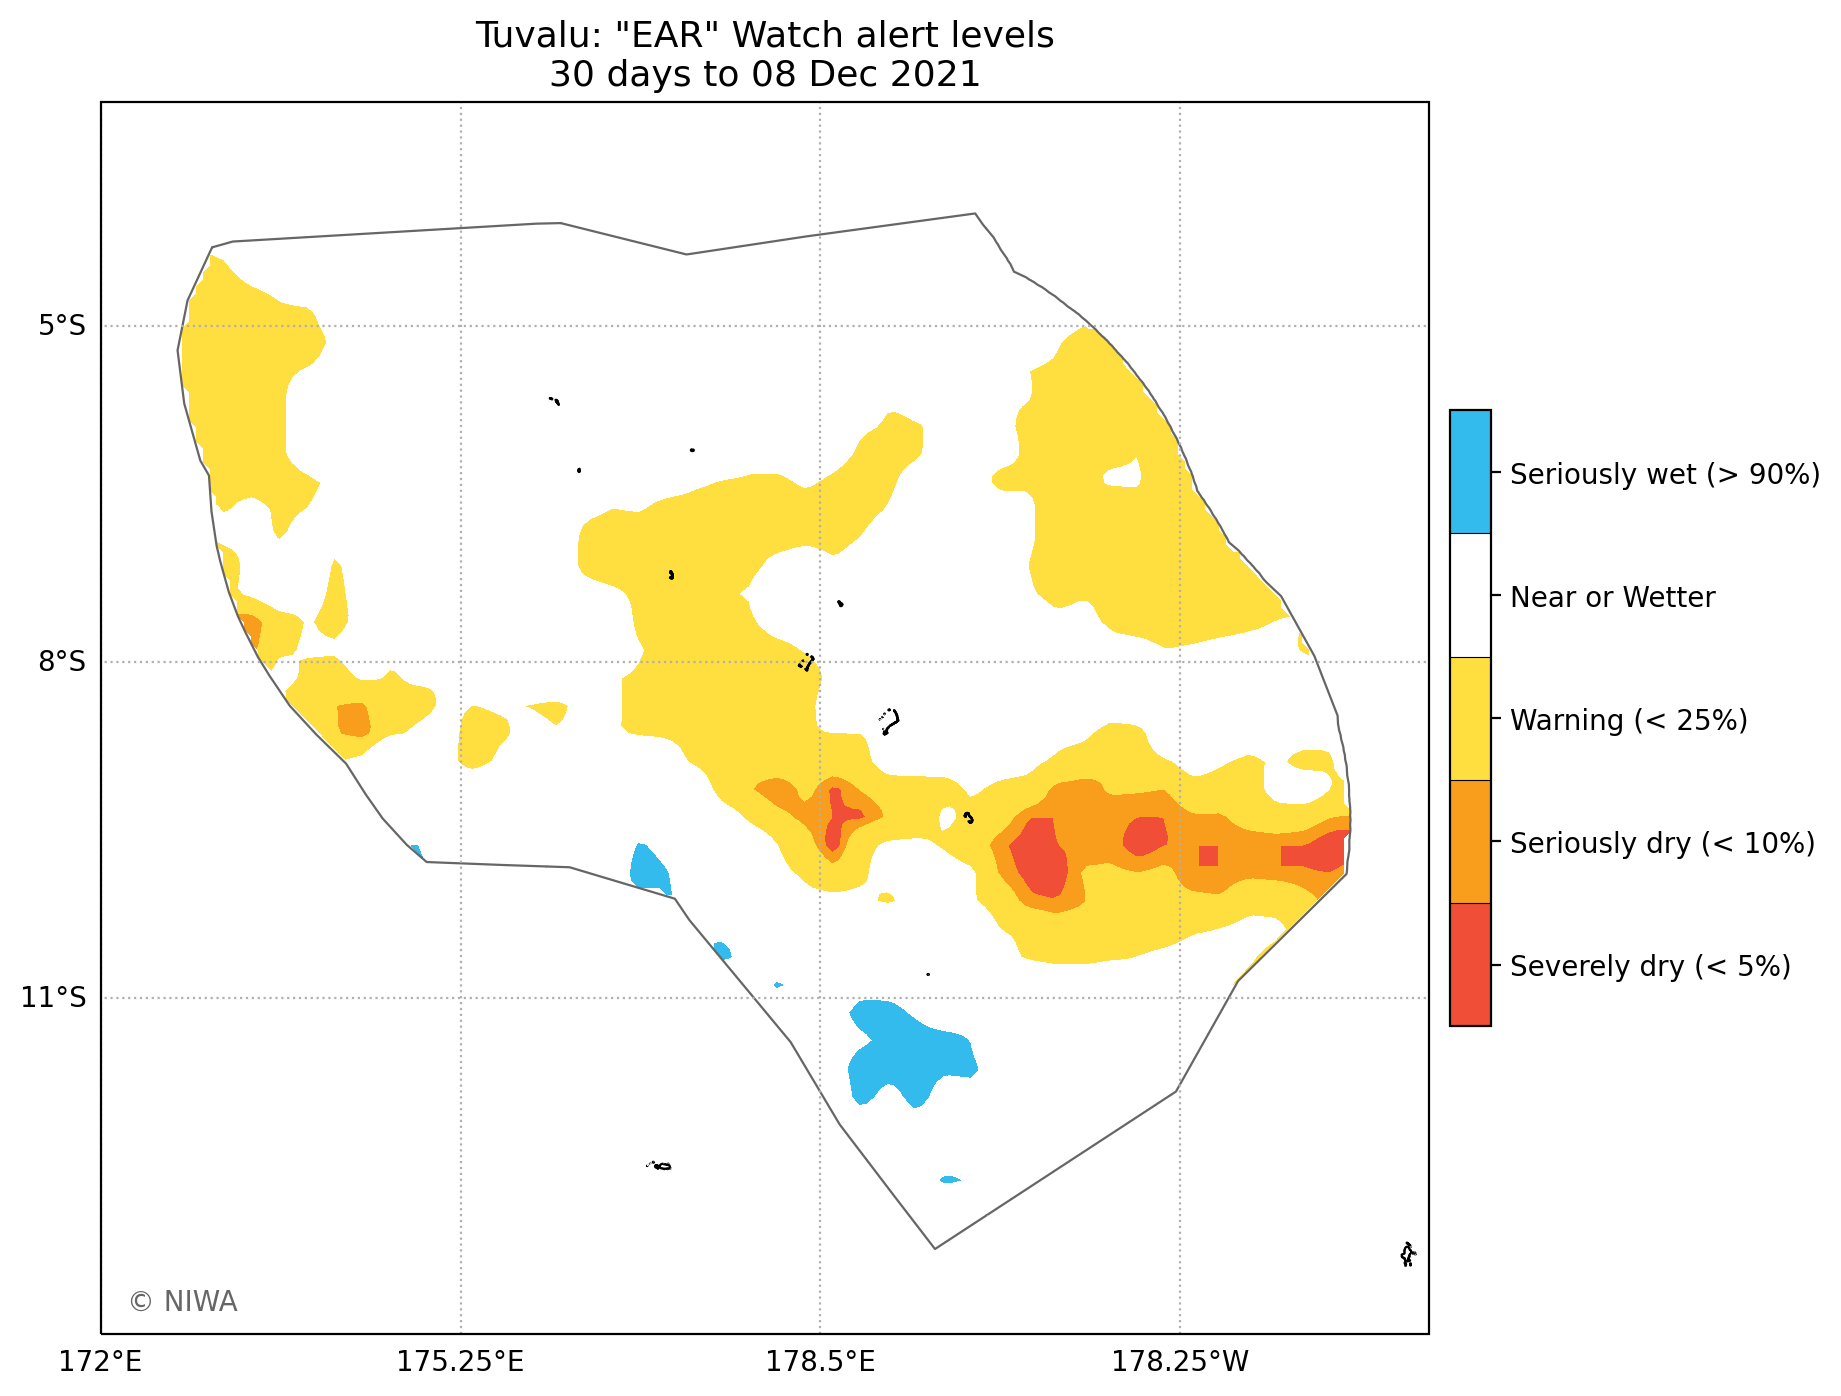 Tuvalu: "EAR" Watch alert levels
30 days to 08 Dec 2021
5°S
8°S
11°S
172°E
175.25°E
178.5°E
178.25°W
Seriously wet (> 90%)
Near or Wetter
Warning (< 25%)
Seriously dry (< 10%)
Severely dry (< 5%)
© NIWA